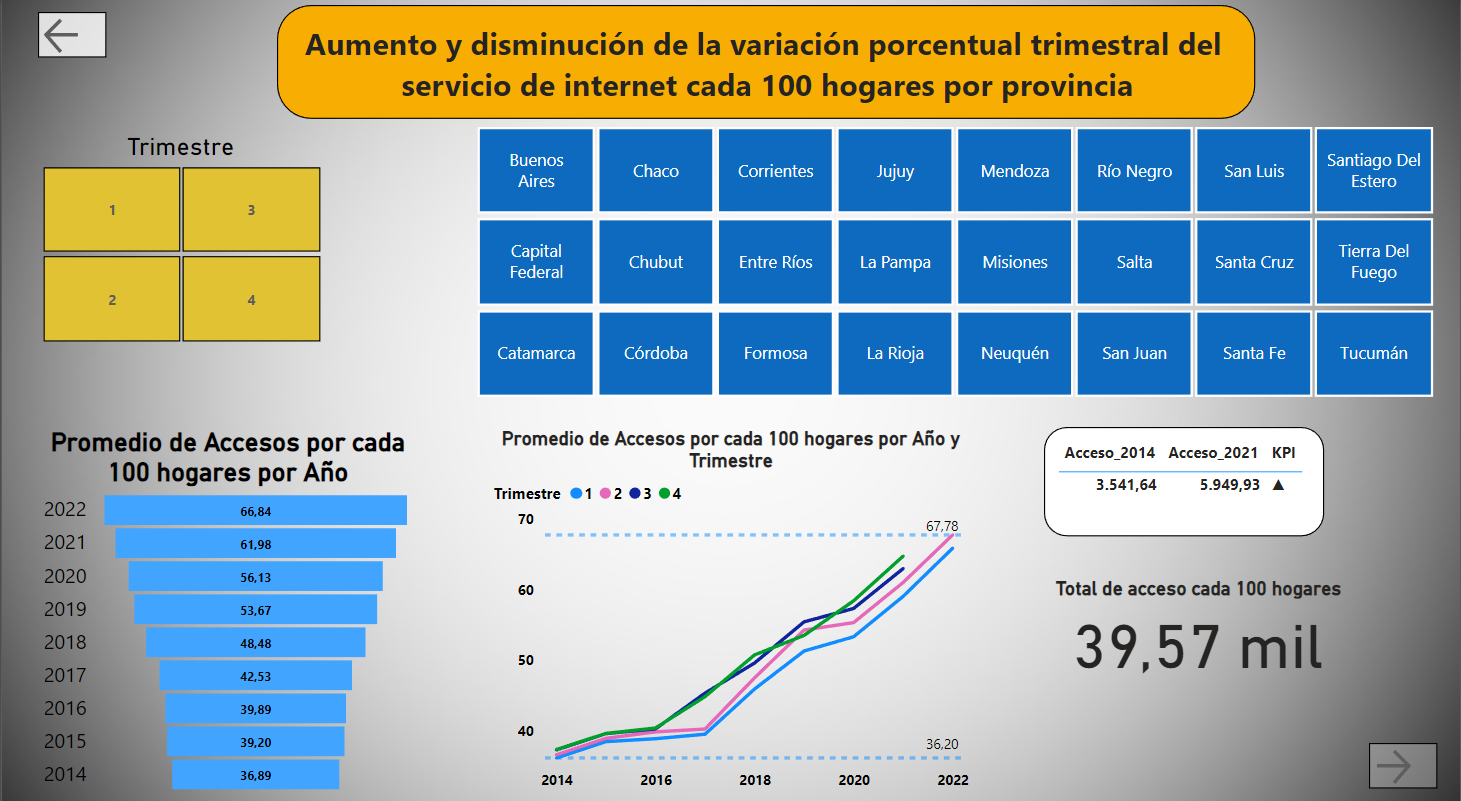 Aumento y disminución de la variación porcentual trimestral del
servicio de internet cada 100 hogares por provincia
Trimestre
1
3
2
4
Buenos
Aires
Chaco
Corrientes
Jujuy
Mendoza
Río Negro
San Luis
Santiago Del
Estero
Capital
Federal
Chubut
Entre Ríos
La Pampa
Misiones
Salta
Santa Cruz
Tierra Del
Fuego
Catamarca
Córdoba
Formosa
La Rioja
Neuquén
San Juan
Santa Fe
Tucumán
Promedio de Accesos por cada
100 hogares por Año
2022 66,84
2021 61,98
2020 56,13
2019 53,67
2018 48,48
2017 42,53
2016 39,89
2015 39,20
2014 36,89
Promedio de Accesos por cada 100 hogares por Año y
Trimestre
Trimestre 1 2 3 4
70
67,78
60
50
40
36,20
2014 2016 2018 2020 2022
Acceso_2014 Acceso_2021 KPI
3.541,64 5.949,93 ▲
Total de acceso cada 100 hogares
39,57 mil